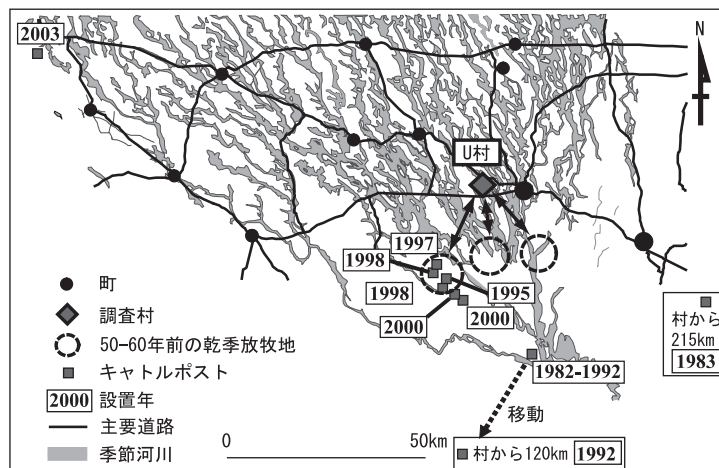 2003
N
U村
1997
1998
1998
1995
2000
2000
村から
215km
1983
1982-1992
移動
村から120km 1992
町
調査村
50-60年前の乾季放牧地
キャトルポスト
2000 設置年
主要道路
季節河川
0 50km